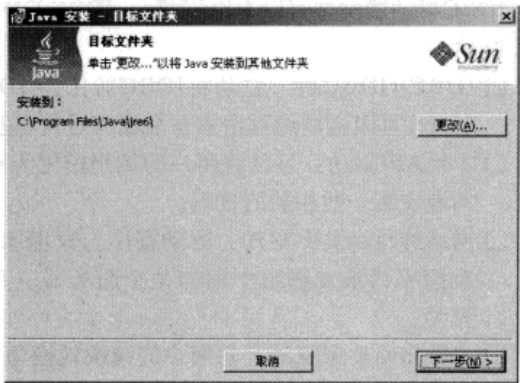 Java 安装 - 目标文件夹
目标文件夹
单击"更改..."以将 Java 安装到其他文件夹
Java
Sun
安装到：
C:\Program Files\Java\jre6\
更改(A)...
取消
下一步(N) >